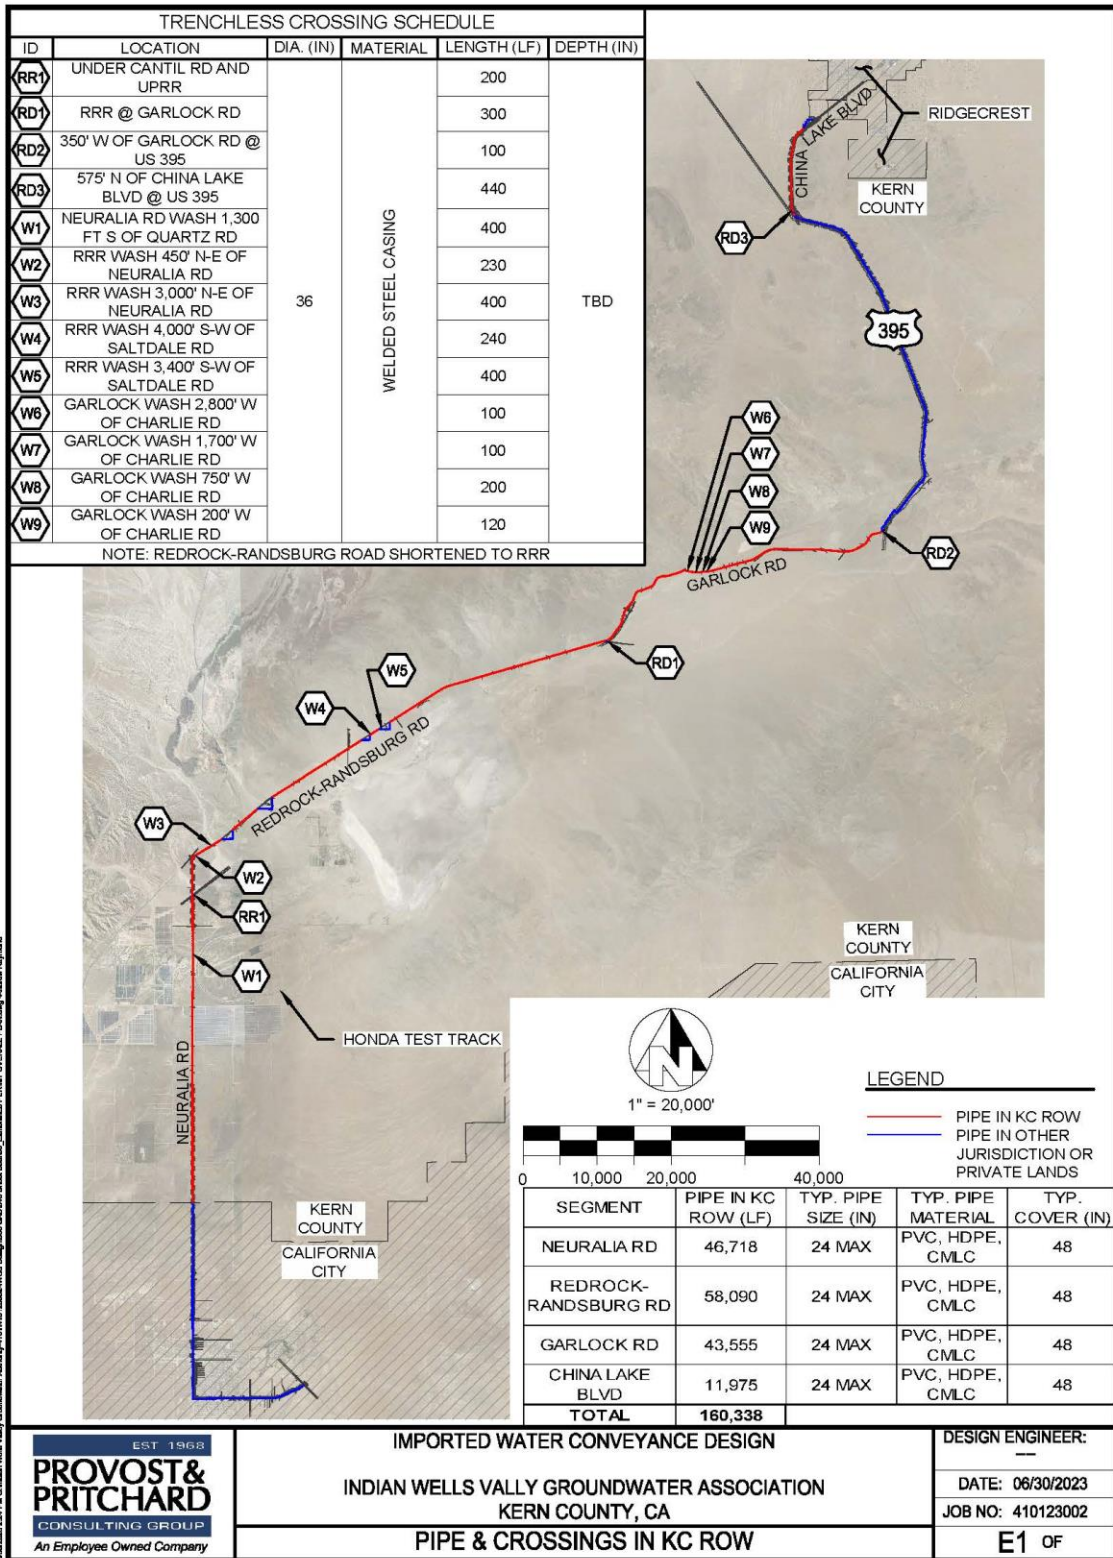 TRENCHLESS CROSSING SCHEDULE
ID LOCATION DIA. (IN) MATERIAL LENGTH (LF) DEPTH (IN)
RR1 UNDER CANTIL RD AND
UPRR 200
RD1 RRR @ GARLOCK RD 300
RD2 350' W OF GARLOCK RD @
US 395 100
RD3 575' N OF CHINA LAKE
BLVD @ US 395 440
W1 NEURALIA RD WASH 1,300
FT S OF QUARTZ RD 400
W2 RRR WASH 450' N-E OF
NEURALIA RD 230
W3 RRR WASH 3,000' N-E OF
NEURALIA RD 400
36
WELDED STEEL CASING
TBD
W4 RRR WASH 4,000' S-W OF
SALTDALE RD 240
W5 RRR WASH 3,400' S-W OF
SALTDALE RD 400
W6 GARLOCK WASH 2,800' W
OF CHARLIE RD 100
W7 GARLOCK WASH 1,700' W
OF CHARLIE RD 100
W8 GARLOCK WASH 750' W
OF CHARLIE RD 200
W9 GARLOCK WASH 200' W
OF CHARLIE RD 120
NOTE: REDROCK-RANDSBURG ROAD SHORTENED TO RRR
RIDGECREST
CHINA LAKE BLVD
KERN
COUNTY
RD3
395
W6
W7
W8
W9
RD2
GARLOCK RD
RD1
W5
W4
REDROCK-RANDSBURG RD
W3
W2
RR1
W1
HONDA TEST TRACK
NEURALIA RD
KERN
COUNTY
CALIFORNIA
CITY
KERN
COUNTY
CALIFORNIA
CITY
N
1" = 20,000'
0 10,000 20,000 40,000
LEGEND
PIPE IN KC ROW
PIPE IN OTHER
JURISDICTION OR
PRIVATE LANDS
SEGMENT PIPE IN KC
ROW (LF) TYP. PIPE
SIZE (IN) TYP. PIPE
MATERIAL TYP.
COVER (IN)
NEURALIA RD 46,718 24 MAX PVC, HDPE,
CMLC 48
REDROCK-
RANDSBURG RD 58,090 24 MAX PVC, HDPE,
CMLC 48
GARLOCK RD 43,555 24 MAX PVC, HDPE,
CMLC 48
CHINA LAKE
BLVD 11,975 24 MAX PVC, HDPE,
CMLC 48
TOTAL 160,338
EST 1968
PROVOST&
PRITCHARD
CONSULTING GROUP
An Employee Owned Company
IMPORTED WATER CONVEYANCE DESIGN
INDIAN WELLS VALLY GROUNDWATER ASSOCIATION
KERN COUNTY, CA
PIPE & CROSSINGS IN KC ROW
DESIGN ENGINEER:
---
DATE: 06/30/2023
JOB NO: 410123002
E1 OF